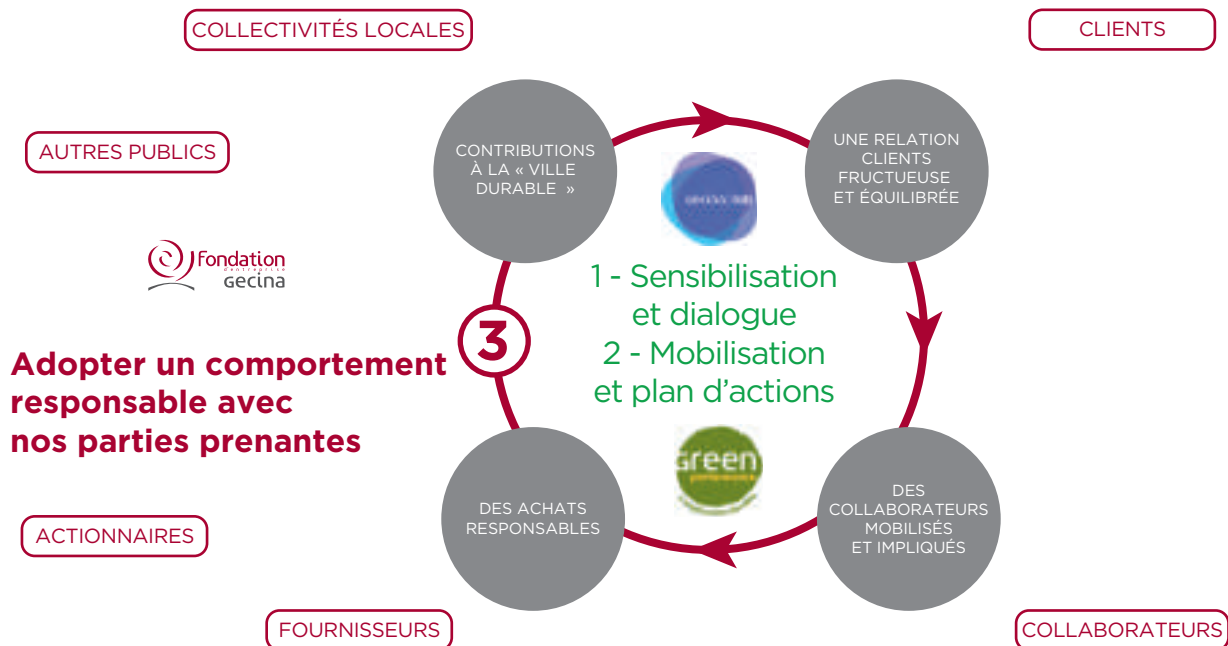 COLLECTIVITÉS LOCALES
CLIENTS
AUTRES PUBLICS
CONTRIBUTIONS
À LA « VILLE
DURABLE »
UNE RELATION
CLIENTS
FRUCTUEUSE
ET ÉQUILIBRÉE
Fondation
d'entreprise
Gecina
1 - Sensibilisation
et dialogue
2 - Mobilisation
et plan d’actions
3
Adopter un comportement
responsable avec
nos parties prenantes
Green
DES ACHATS
RESPONSABLES
DES
COLLABORATEURS
MOBILISÉS
ET IMPLIQUÉS
ACTIONNAIRES
FOURNISSEURS
COLLABORATEURS